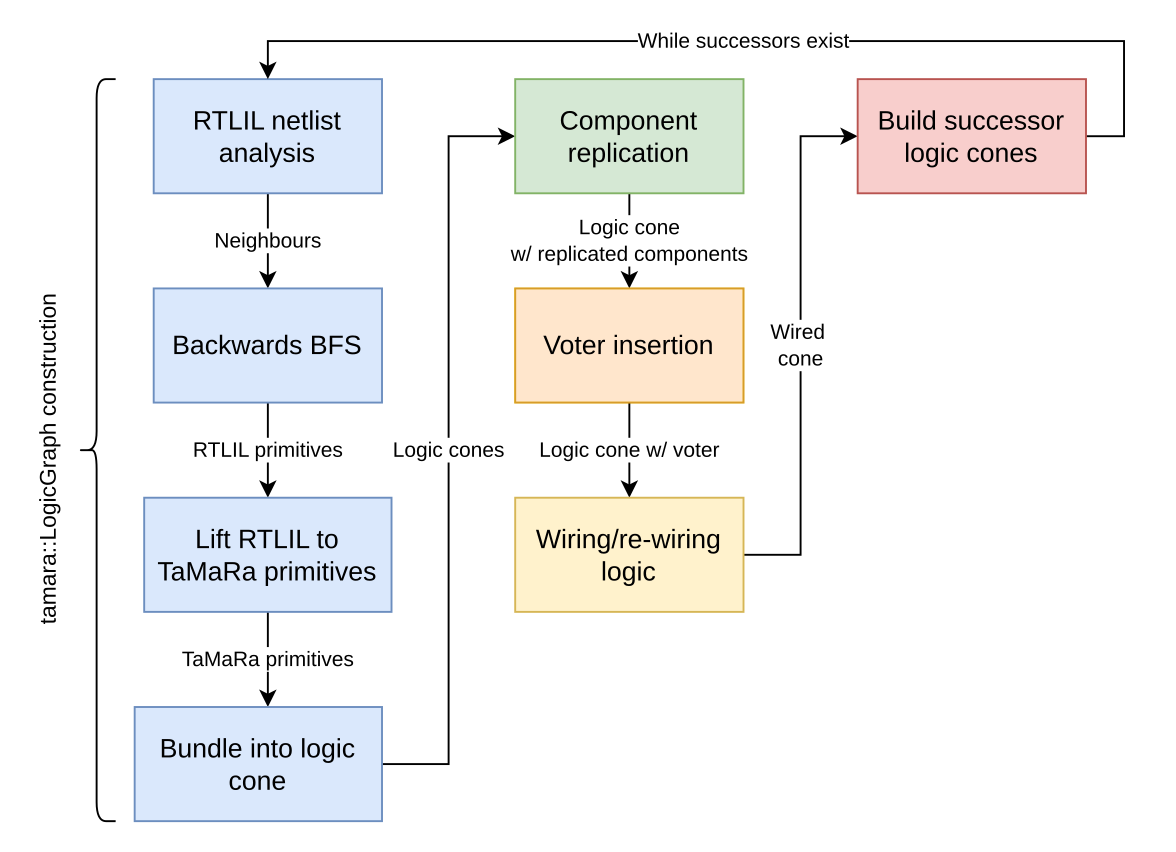 While successors exist
RTLIL netlist
analysis
Component
replication
Build successor
logic cones
Neighbours
Logic cone
w/ replicated components
tamara::LogicGraph construction
Backwards BFS
Voter insertion
Wired
cone
RTLIL primitives
Logic cones
Logic cone w/ voter
Lift RTLIL to
TaMaRa primitives
Wiring/re-wiring
logic
TaMaRa primitives
Bundle into logic
cone